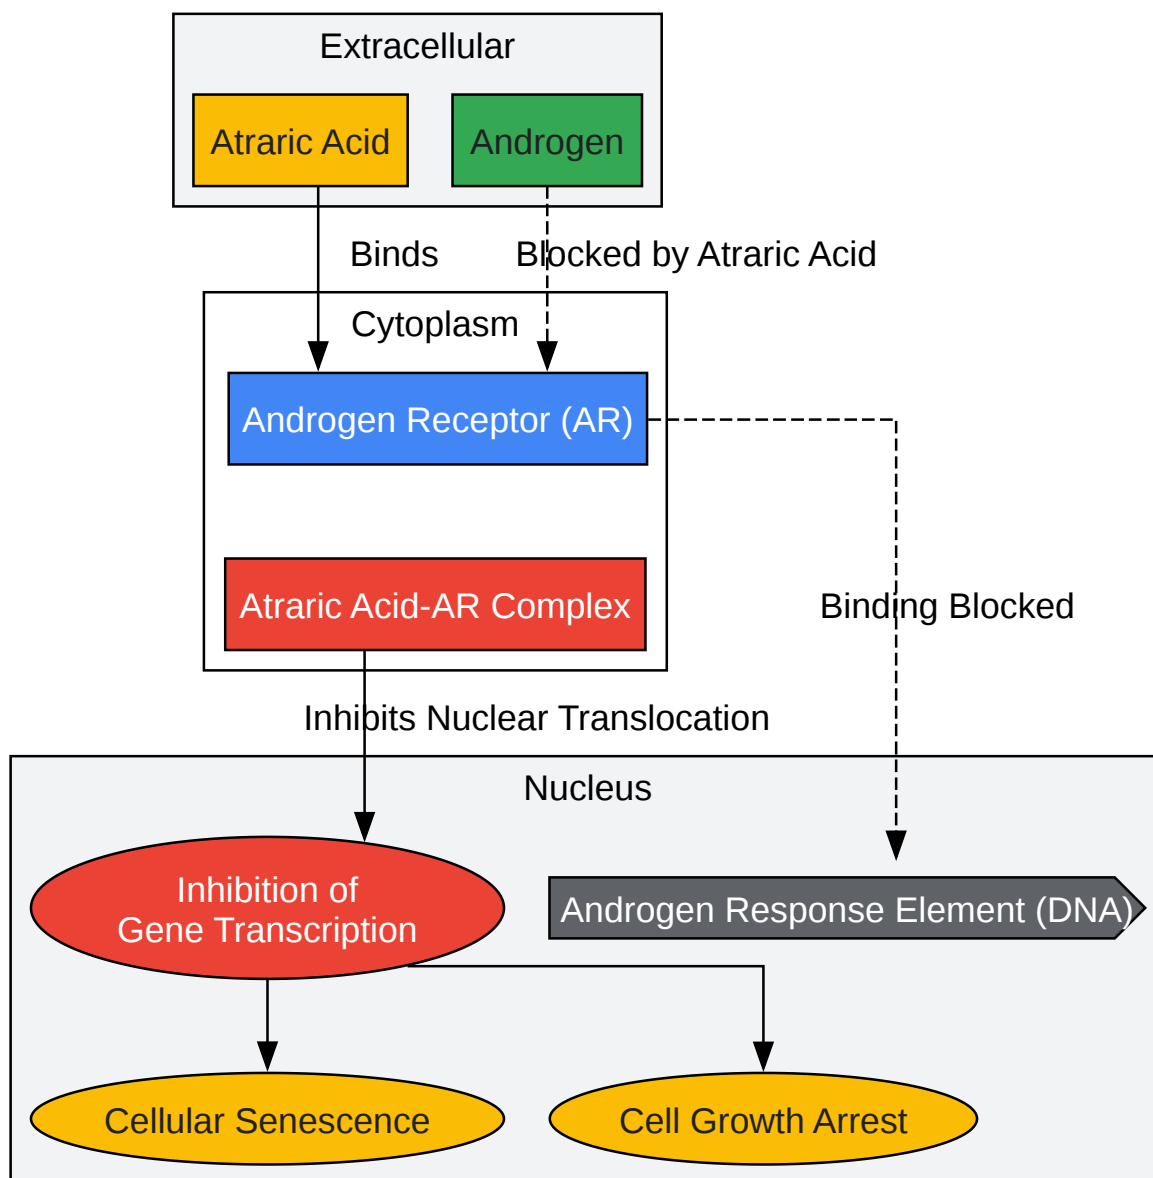 Extracellular
Atraric Acid
Androgen
Binds
Blocked by Atraric Acid
Cytoplasm
Androgen Receptor (AR)
Atraric Acid-AR Complex
Binding Blocked
Inhibits Nuclear Translocation
Nucleus
Inhibition of
Gene Transcription
Androgen Response Element (DNA)
Cellular Senescence
Cell Growth Arrest